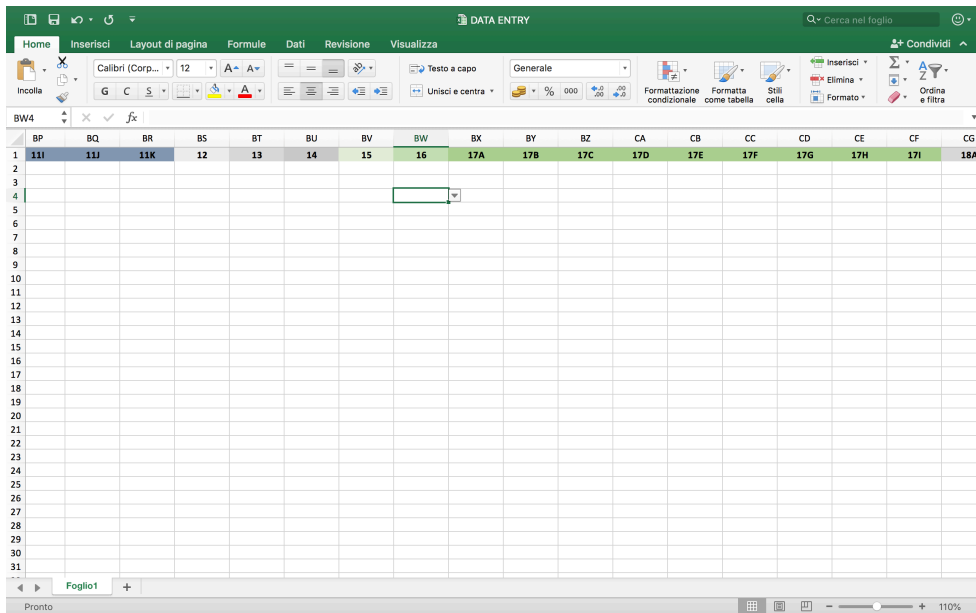 DATA ENTRY
Cerca nel foglio
Home Inserisci Layout di pagina Formule Dati Revisione Visualizza Condividi
Incolla
Calibri (Corp... 12 A A
G C S A
Testo a capo
Unisci e centra
Generale
% 000
Formattazione condizionale
Formatta come tabella
Stili cella
Inserisci
Elimina
Formato
Ordina e filtra
BW4 fx
BP BQ BR BS BT BU BV BW BX BY BZ CA CB CC CD CE CF CG
1 11I 11J 11K 12 13 14 15 16 17A 17B 17C 17D 17E 17F 17G 17H 17I 18A
2
3
4
5
6
7
8
9
10
11
12
13
14
15
16
17
18
19
20
21
22
23
24
25
26
27
28
29
30
31
Foglio1 +
Pronto 110%